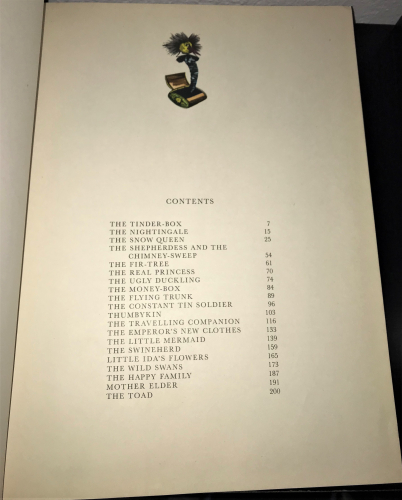 CONTENTS
THE TINDER-BOX 7
THE NIGHTINGALE 15
THE SNOW QUEEN 25
THE SHEPHERDESS AND THE
CHIMNEY-SWEEP 54
THE FIR-TREE 61
THE REAL PRINCESS 70
THE UGLY DUCKLING 74
THE MONEY-BOX 84
THE FLYING TRUNK 89
THE CONSTANT TIN SOLDIER 96
THUMBYKIN 103
THE TRAVELLING COMPANION 116
THE EMPEROR'S NEW CLOTHES 133
THE LITTLE MERMAID 139
THE SWINEHERD 159
LITTLE IDA'S FLOWERS 165
THE WILD SWANS 173
THE HAPPY FAMILY 187
MOTHER ELDER 191
THE TOAD 200